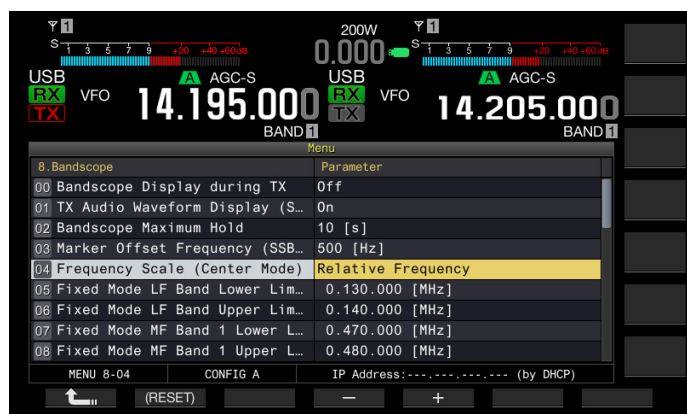 1 200W 1
S 1 3 5 7 9 +20 +40 +60dB 0.000 S 1 3 5 7 9 +20 +40 +60dB
USB A AGC-S USB A AGC-S
RX VFO 14.195.000 RX VFO 14.205.000
TX TX
BAND 1 BAND 1
Menu
8.Bandscope Parameter
00 Bandscope Display during TX Off
01 TX Audio Waveform Display (S… On
02 Bandscope Maximum Hold 10 [s]
03 Marker Offset Frequency (SSB… 500 [Hz]
04 Frequency Scale (Center Mode) Relative Frequency
05 Fixed Mode LF Band Lower Lim… 0.130.000 [MHz]
06 Fixed Mode LF Band Upper Lim… 0.140.000 [MHz]
07 Fixed Mode MF Band 1 Lower L… 0.470.000 [MHz]
08 Fixed Mode MF Band 1 Upper L… 0.480.000 [MHz]
MENU 8-04 CONFIG A IP Address:---.---.---.--- (by DHCP)
(RESET) − +